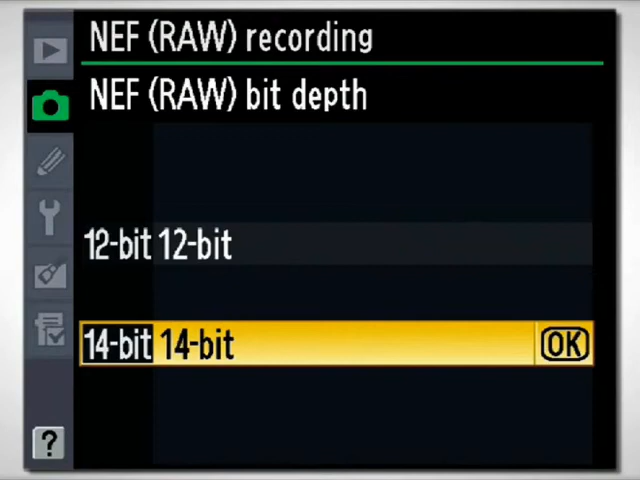 NEF (RAW) recording
NEF (RAW) bit depth
12-bit 12-bit
14-bit 14-bit OK
?